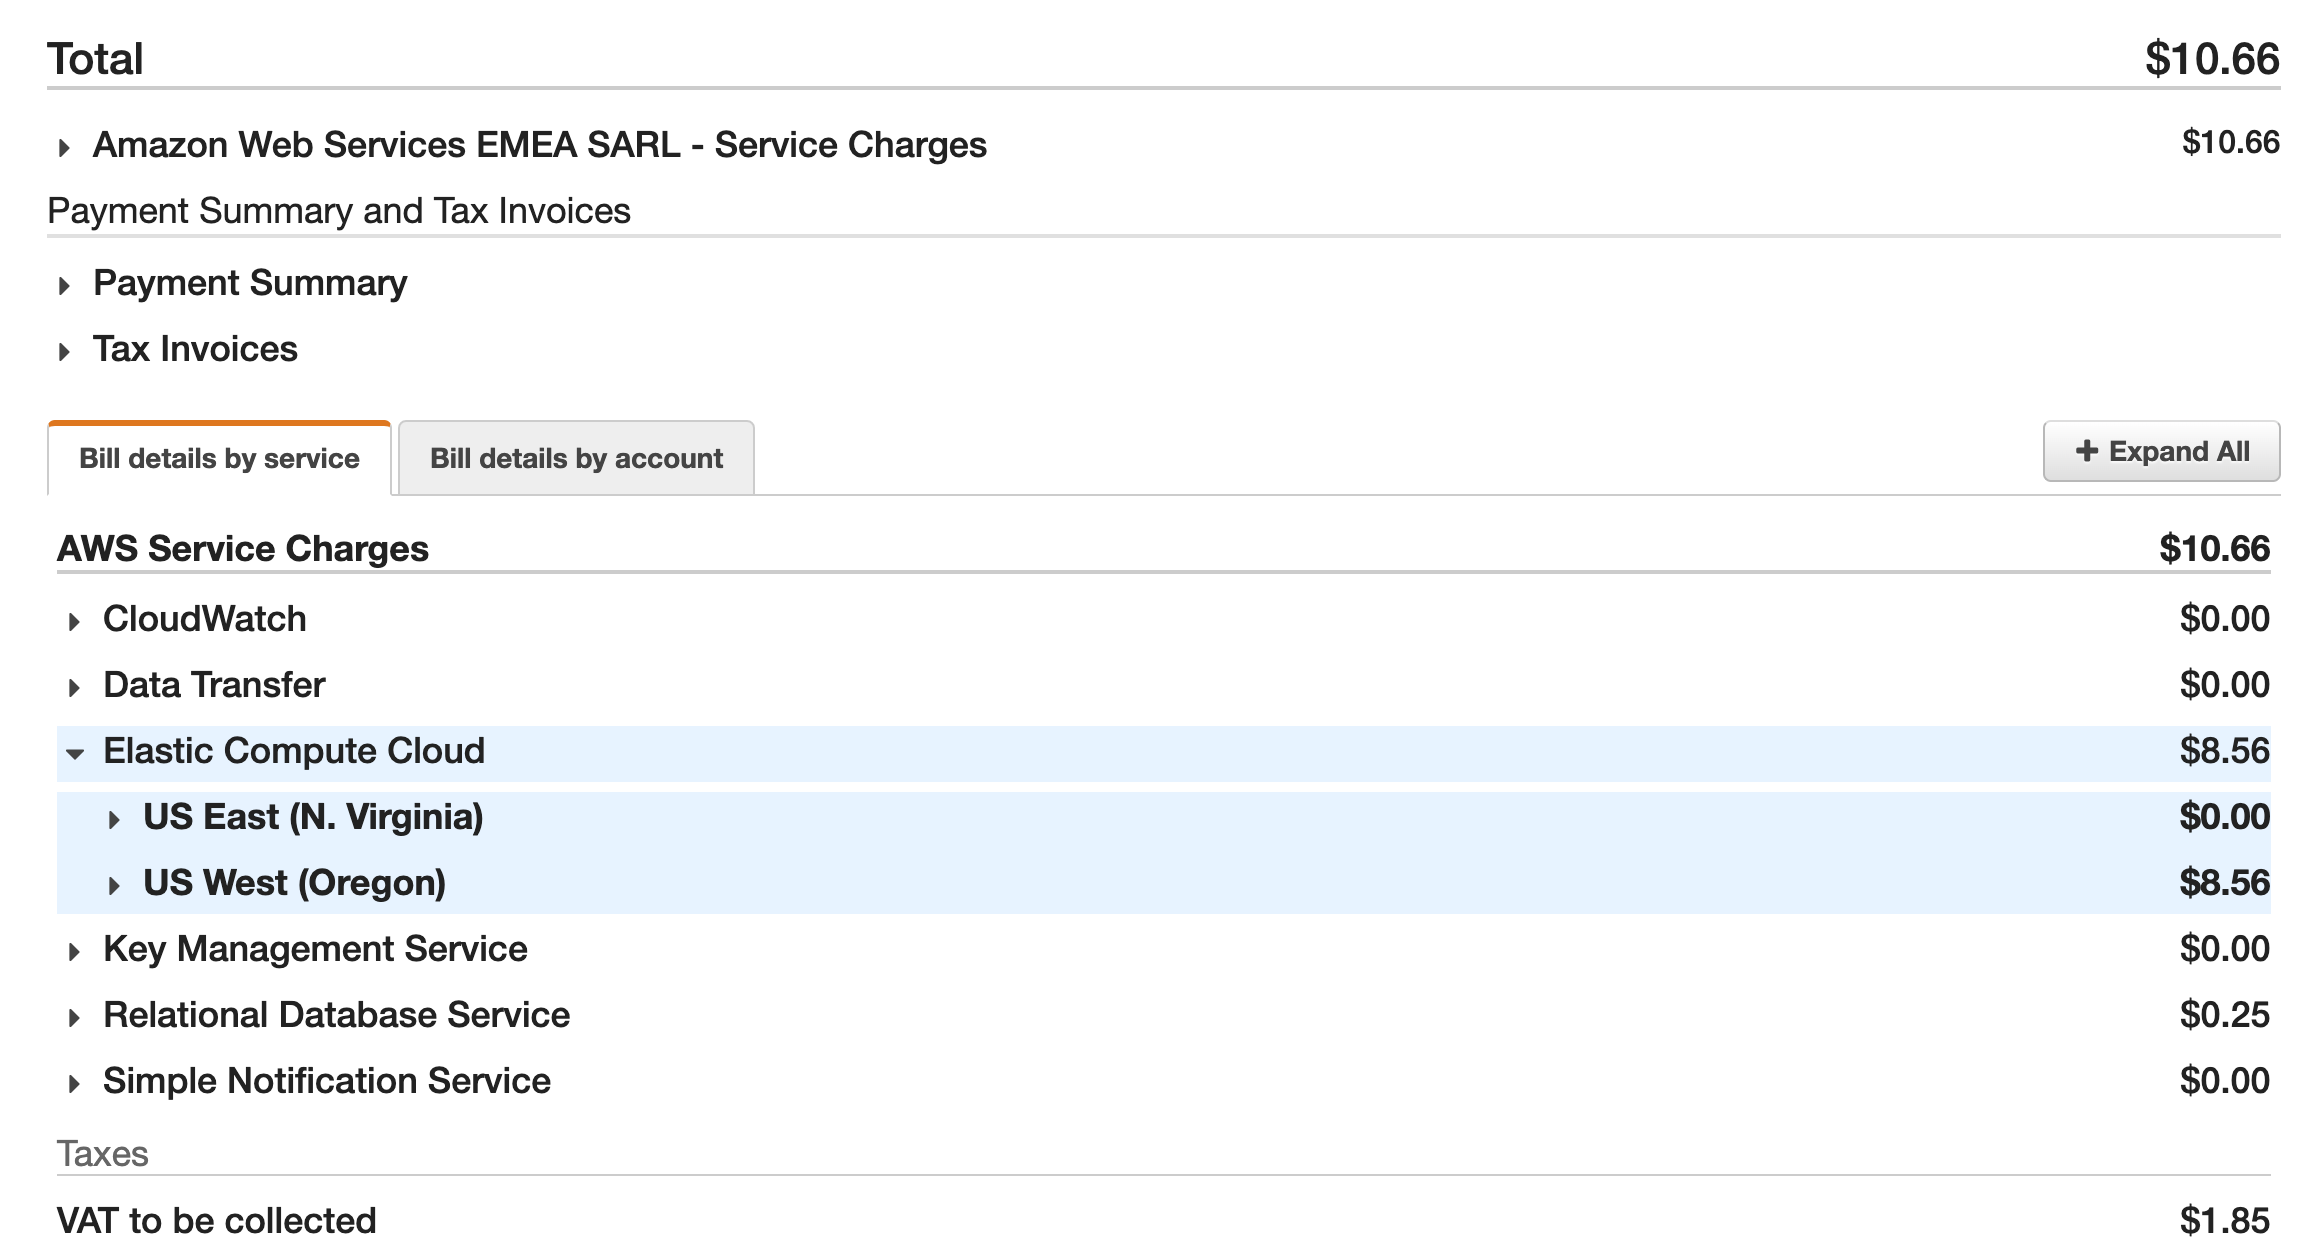 Total $10.66
Amazon Web Services EMEA SARL - Service Charges $10.66
Payment Summary and Tax Invoices
Payment Summary
Tax Invoices
Bill details by service Bill details by account + Expand All
AWS Service Charges $10.66
CloudWatch $0.00
Data Transfer $0.00
Elastic Compute Cloud $8.56
US East (N. Virginia) $0.00
US West (Oregon) $8.56
Key Management Service $0.00
Relational Database Service $0.25
Simple Notification Service $0.00
Taxes
VAT to be collected $1.85